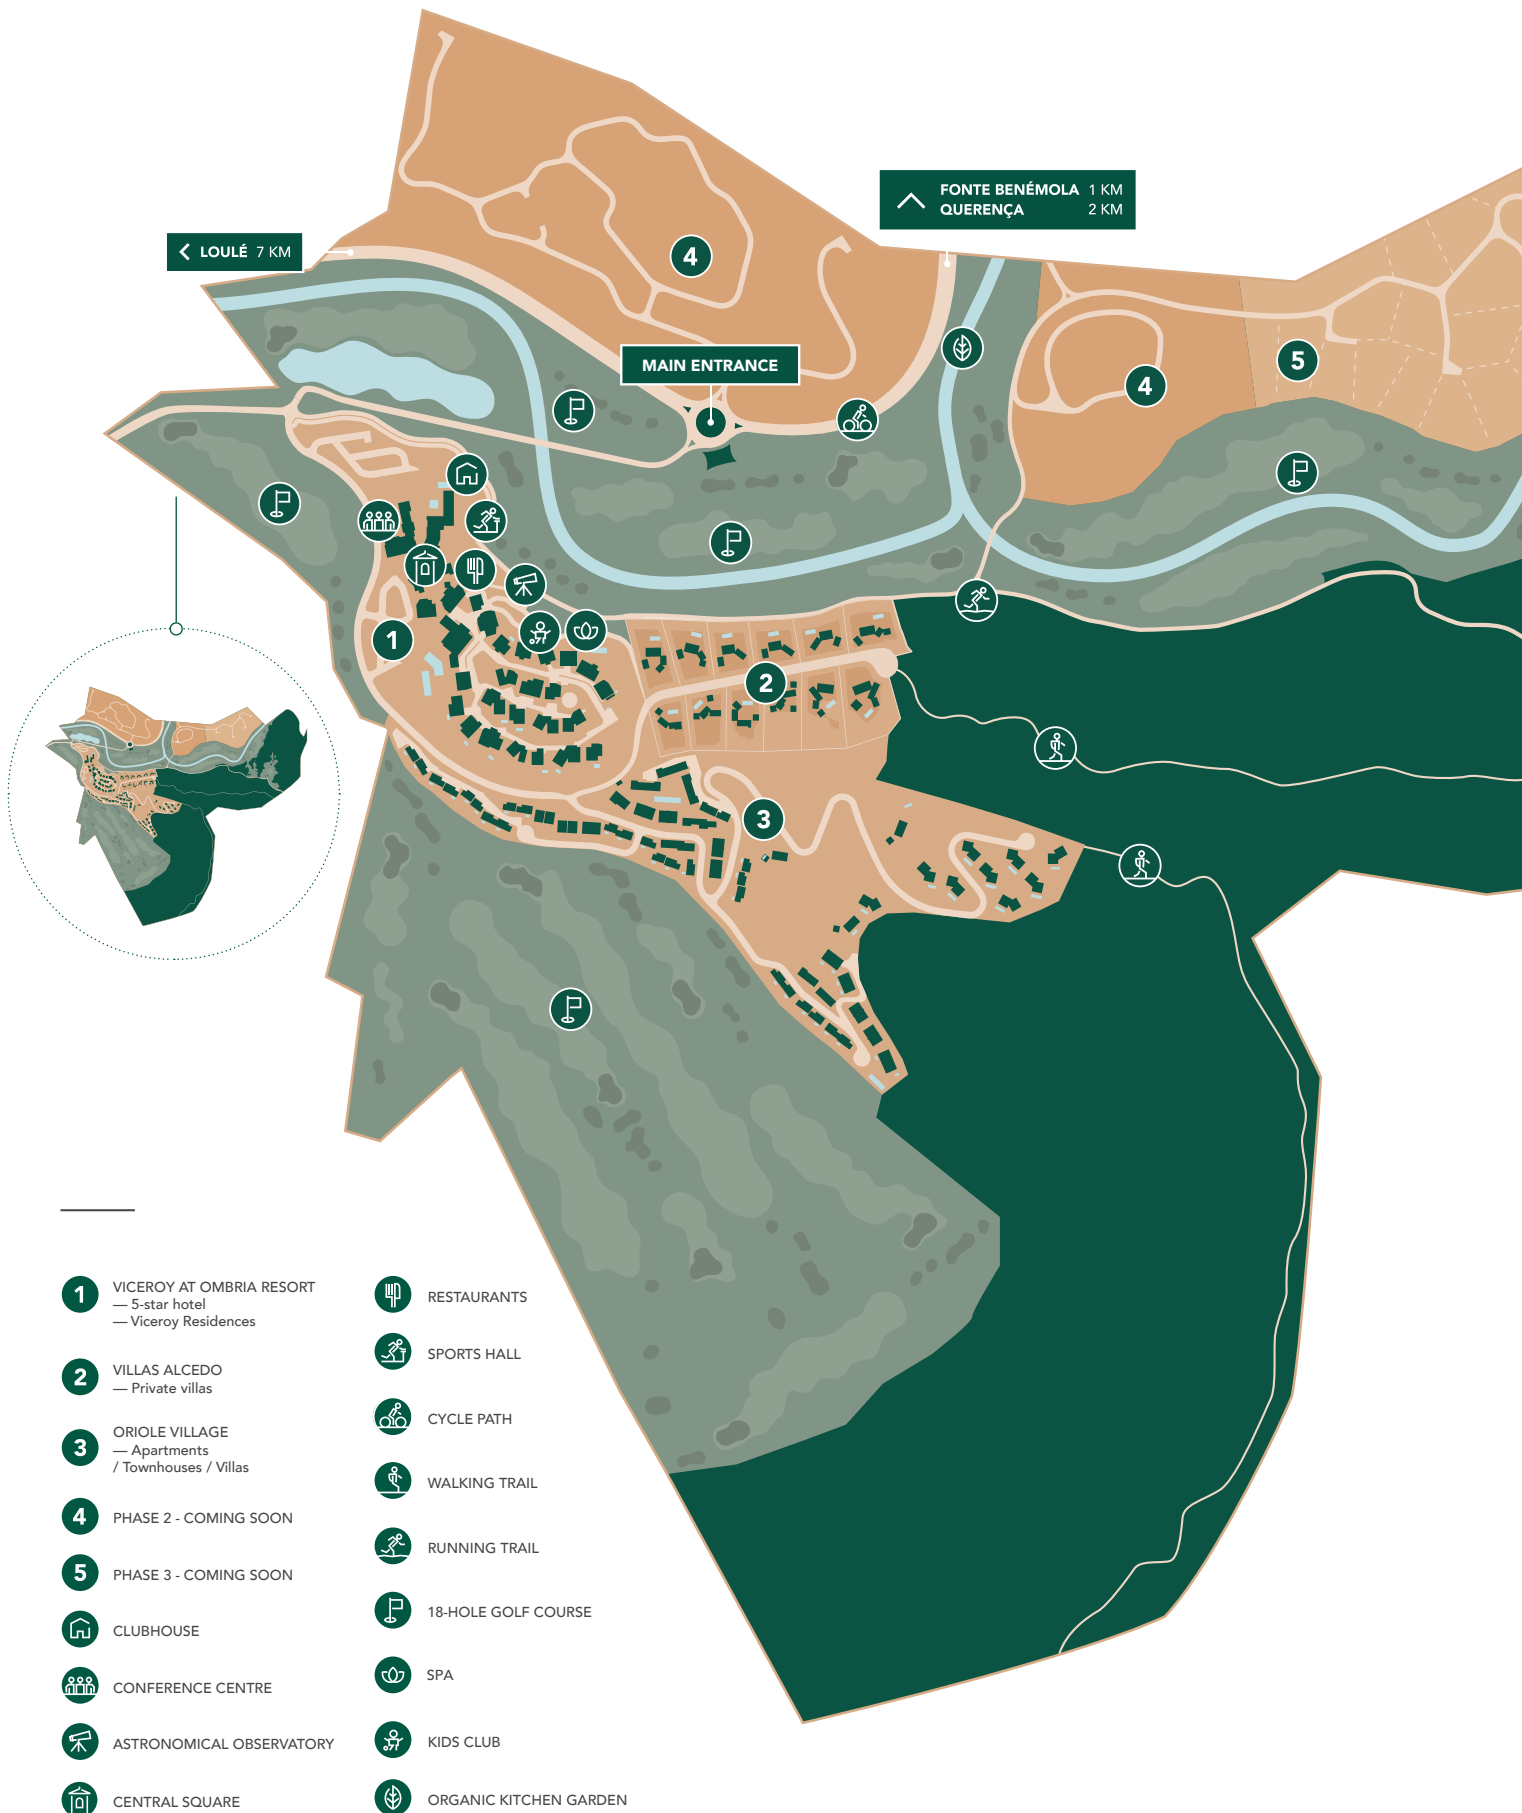 FONTE BENÉMOLA 1 KM
QUERENÇA 2 KM
LOULÉ 7 KM
4
MAIN ENTRANCE
5
4
1
2
3
1 VICEROY AT OMBRIA RESORT
— 5-star hotel
— Viceroy Residences
2 VILLAS ALCEDO
— Private villas
3 ORIOLE VILLAGE
— Apartments
/ Townhouses / Villas
4 PHASE 2 - COMING SOON
5 PHASE 3 - COMING SOON
CLUBHOUSE
CONFERENCE CENTRE
ASTRONOMICAL OBSERVATORY
CENTRAL SQUARE
RESTAURANTS
SPORTS HALL
CYCLE PATH
WALKING TRAIL
RUNNING TRAIL
18-HOLE GOLF COURSE
SPA
KIDS CLUB
ORGANIC KITCHEN GARDEN